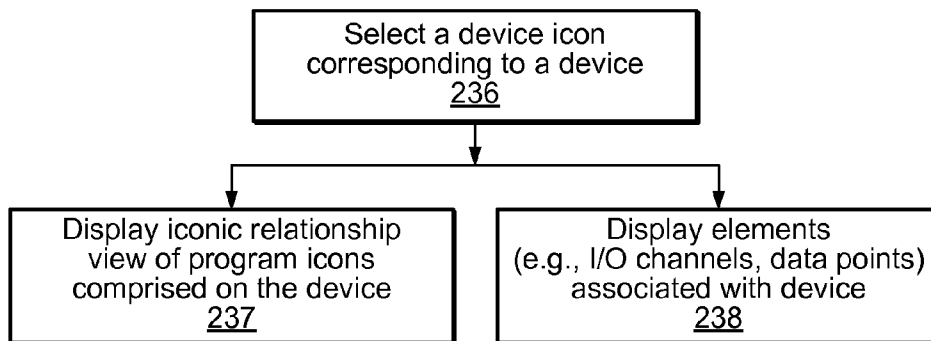 Select a device icon
corresponding to a device
236
Display iconic relationship
view of program icons
comprised on the device
237
Display elements
(e.g., I/O channels, data points)
associated with device
238